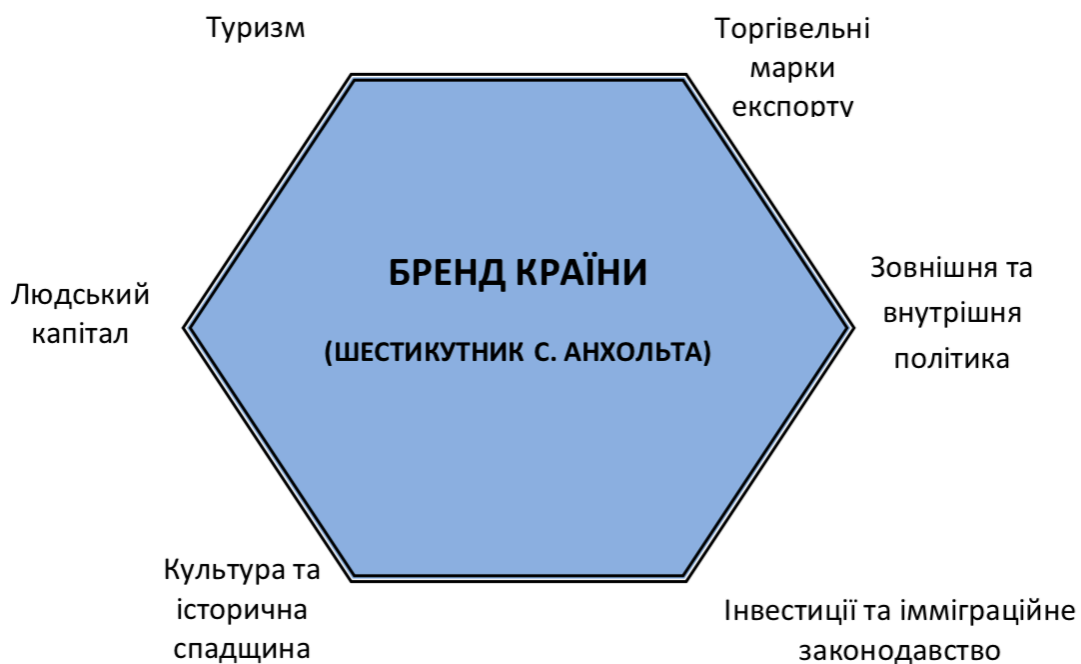 Туризм
Торгівельні
марки
експорту
БРЕНД КРАЇНИ
(ШЕСТИКУТНИК С. АНХОЛЬТА)
Людський
капітал
Зовнішня та
внутрішня
політика
Культура та
історична
спадщина
Інвестиції та імміграційне
законодавство